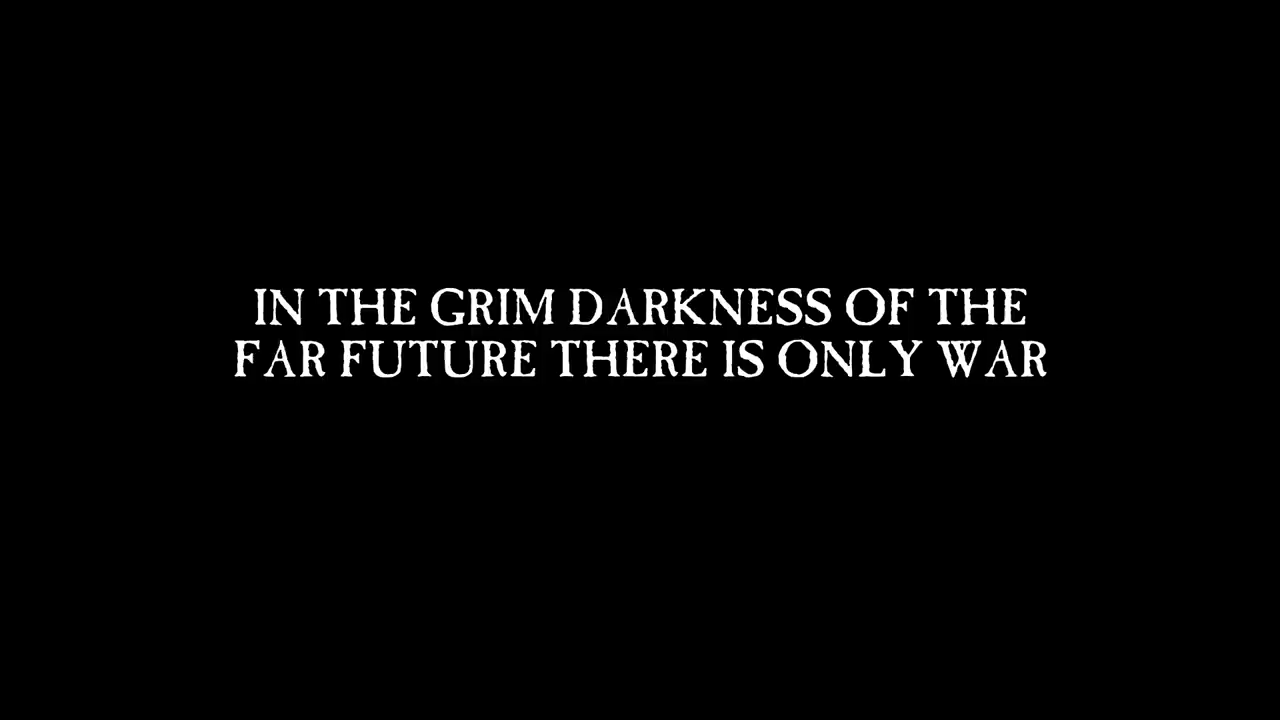 IN THE GRIM DARKNESS OF THE
FAR FUTURE THERE IS ONLY WAR